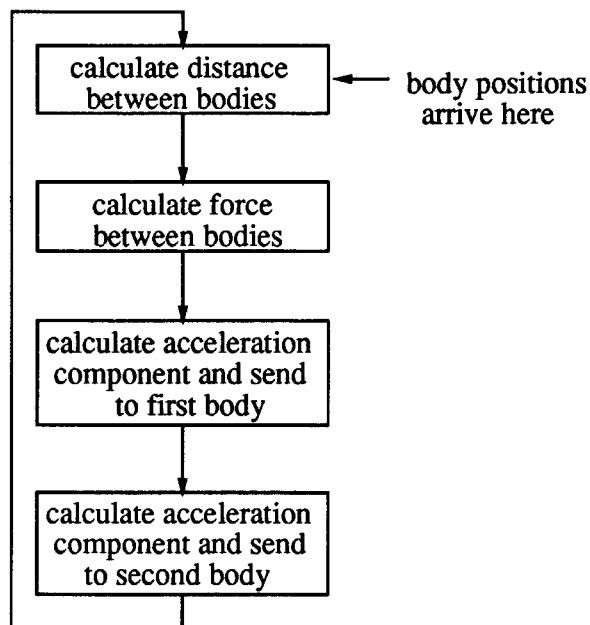 calculate distance
between bodies
body positions
arrive here
calculate force
between bodies
calculate acceleration
component and send
to first body
calculate acceleration
component and send
to second body